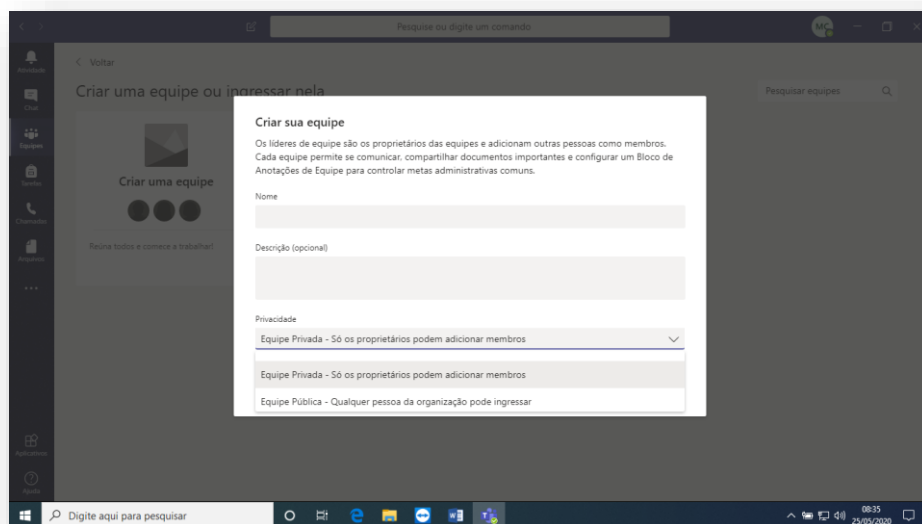 Pesquise ou digite um comando
MC
Atividade
Chat
Equipes
Tarefas
Chamadas
Arquivos
Aplicativos
Ajuda
Voltar
Criar uma equipe ou ingressar nela
Pesquisar equipes
Criar uma equipe
Reúna todos e comece a trabalhar!
Criar sua equipe
Os líderes de equipe são os proprietários das equipes e adicionam outras pessoas como membros.
Cada equipe permite se comunicar, compartilhar documentos importantes e configurar um Bloco de
Anotações de Equipe para controlar metas administrativas comuns.
Nome
Descrição (opcional)
Privacidade
Equipe Privada - Só os proprietários podem adicionar membros
Equipe Privada - Só os proprietários podem adicionar membros
Equipe Pública - Qualquer pessoa da organização pode ingressar
Digite aqui para pesquisar
08:35
25/05/2020